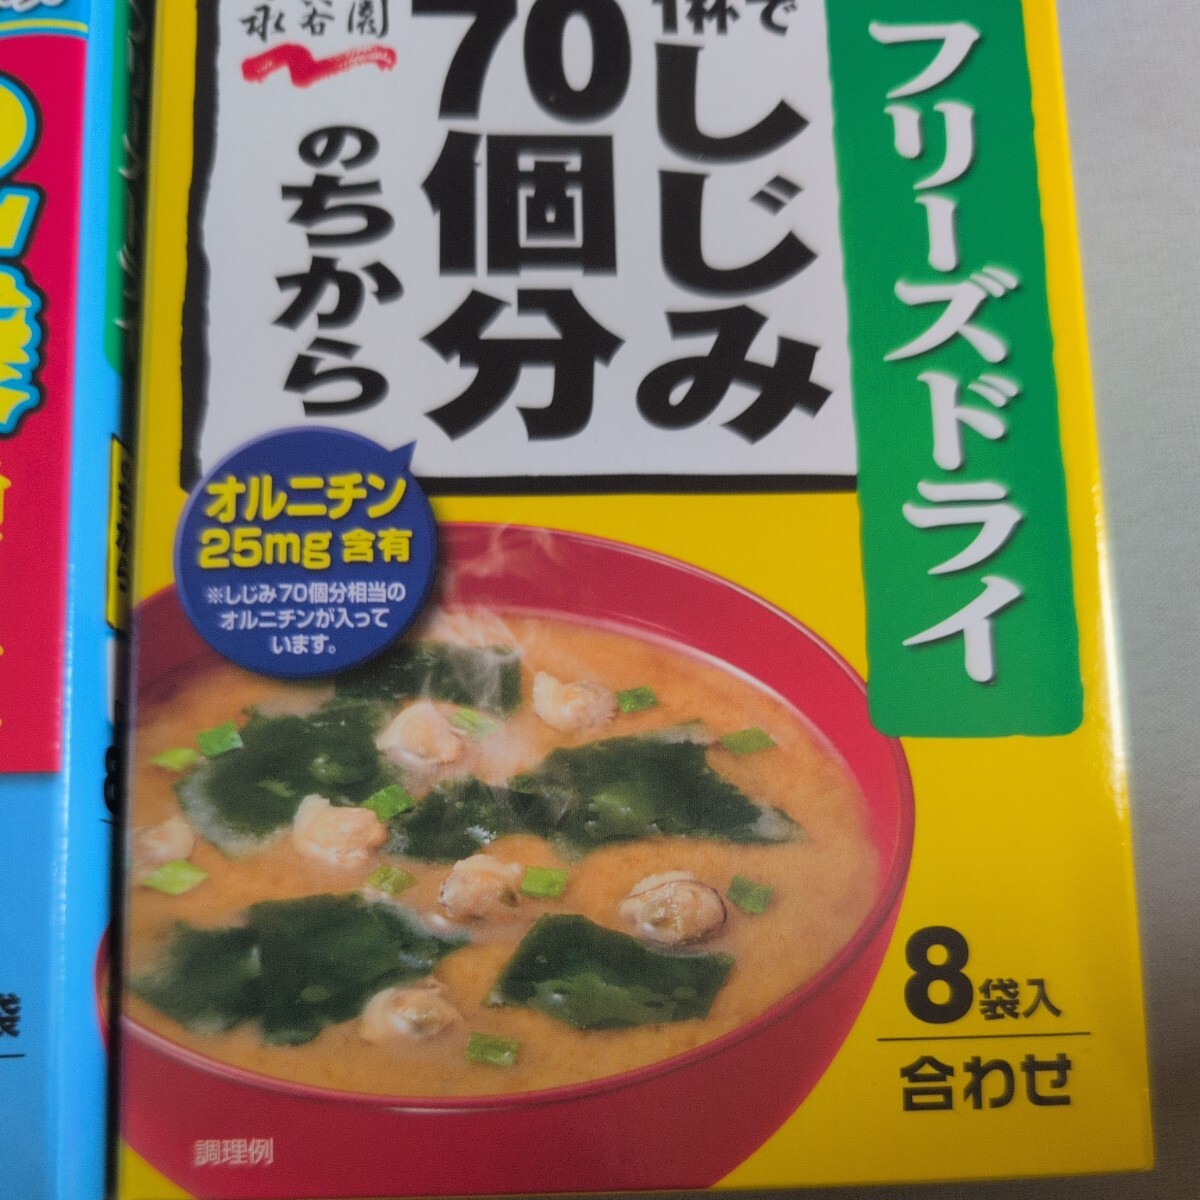 フリーズドライ
1杯で
しじみ
70個分
のちから
永谷園
オルニチン
25mg 含有
※しじみ70個分相当の
オルニチンが入って
います。
8袋入
合わせ
調理例
袋